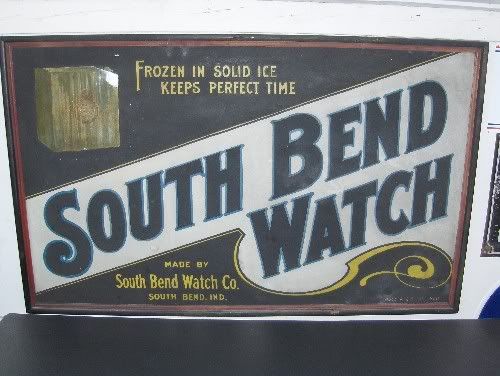 FROZEN IN SOLID ICE
KEEPS PERFECT TIME
SOUTH BEND
WATCH
MADE BY
South Bend Watch Co.
SOUTH BEND, IND.